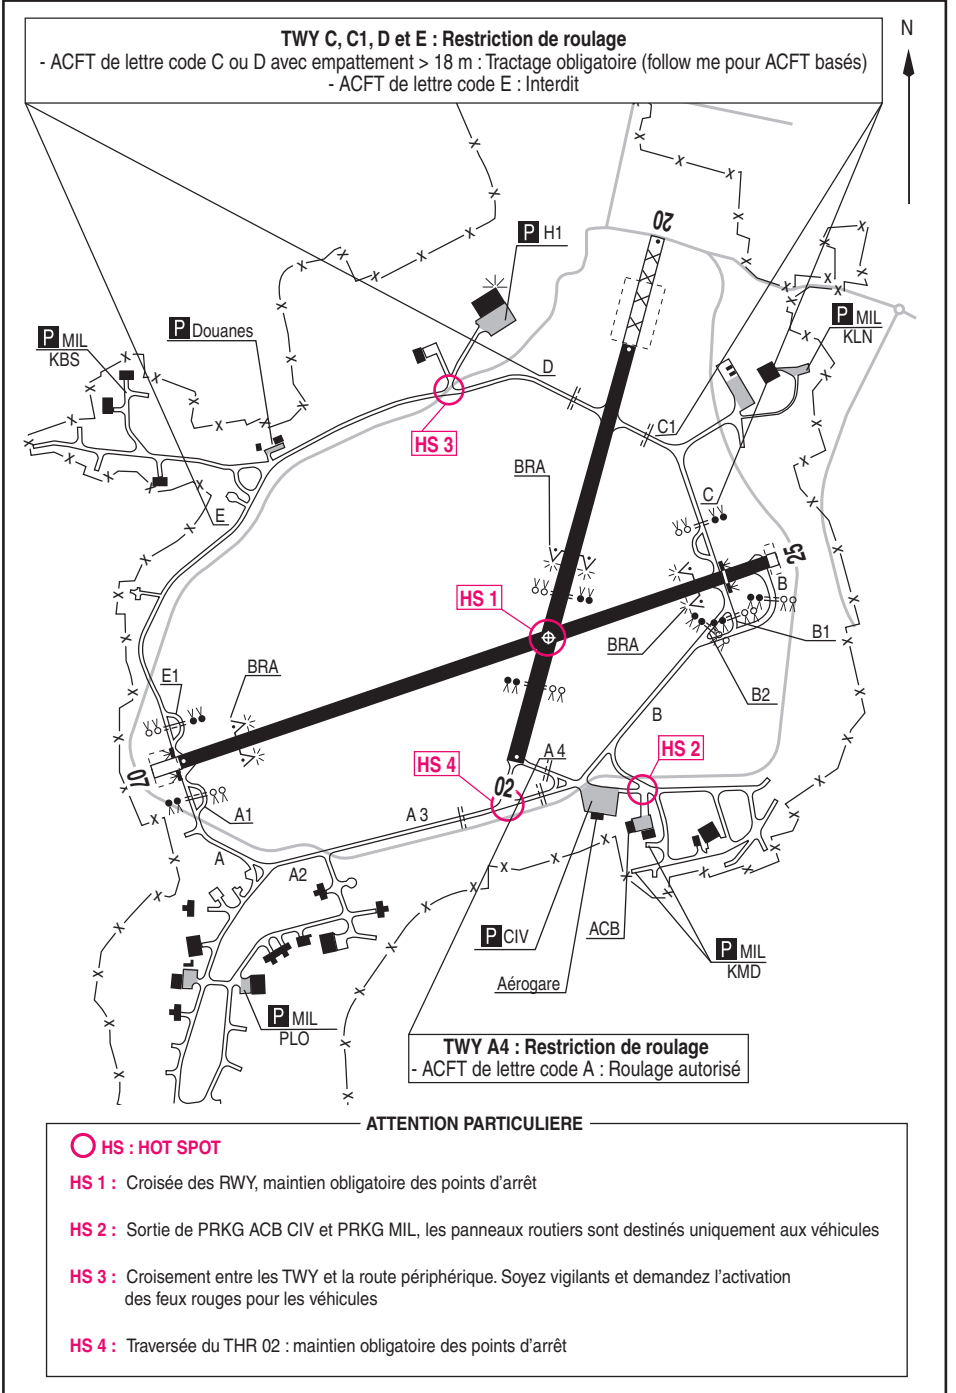 TWY C, C1, D et E : Restriction de roulage
- ACFT de lettre code C ou D avec empattement > 18 m : Tractage obligatoire (follow me pour ACFT basés)
- ACFT de lettre code E : Interdit
N
20
P H1
P MIL
KBS
P Douanes
P MIL
KLN
D
C1
HS 3
BRA
C
E
25
HS 1
B
B1
BRA
B2
E1
BRA
B
HS 2
07
HS 4
02
A 4
A 3
A1
A
A2
P CIV
ACB
P MIL
KMD
Aérogare
P MIL
PLO
TWY A4 : Restriction de roulage
- ACFT de lettre code A : Roulage autorisé
ATTENTION PARTICULIERE
HS : HOT SPOT
HS 1 : Croisée des RWY, maintien obligatoire des points d'arrêt
HS 2 : Sortie de PRKG ACB CIV et PRKG MIL, les panneaux routiers sont destinés uniquement aux véhicules
HS 3 : Croisement entre les TWY et la route périphérique. Soyez vigilants et demandez l'activation
des feux rouges pour les véhicules
HS 4 : Traversée du THR 02 : maintien obligatoire des points d'arrêt